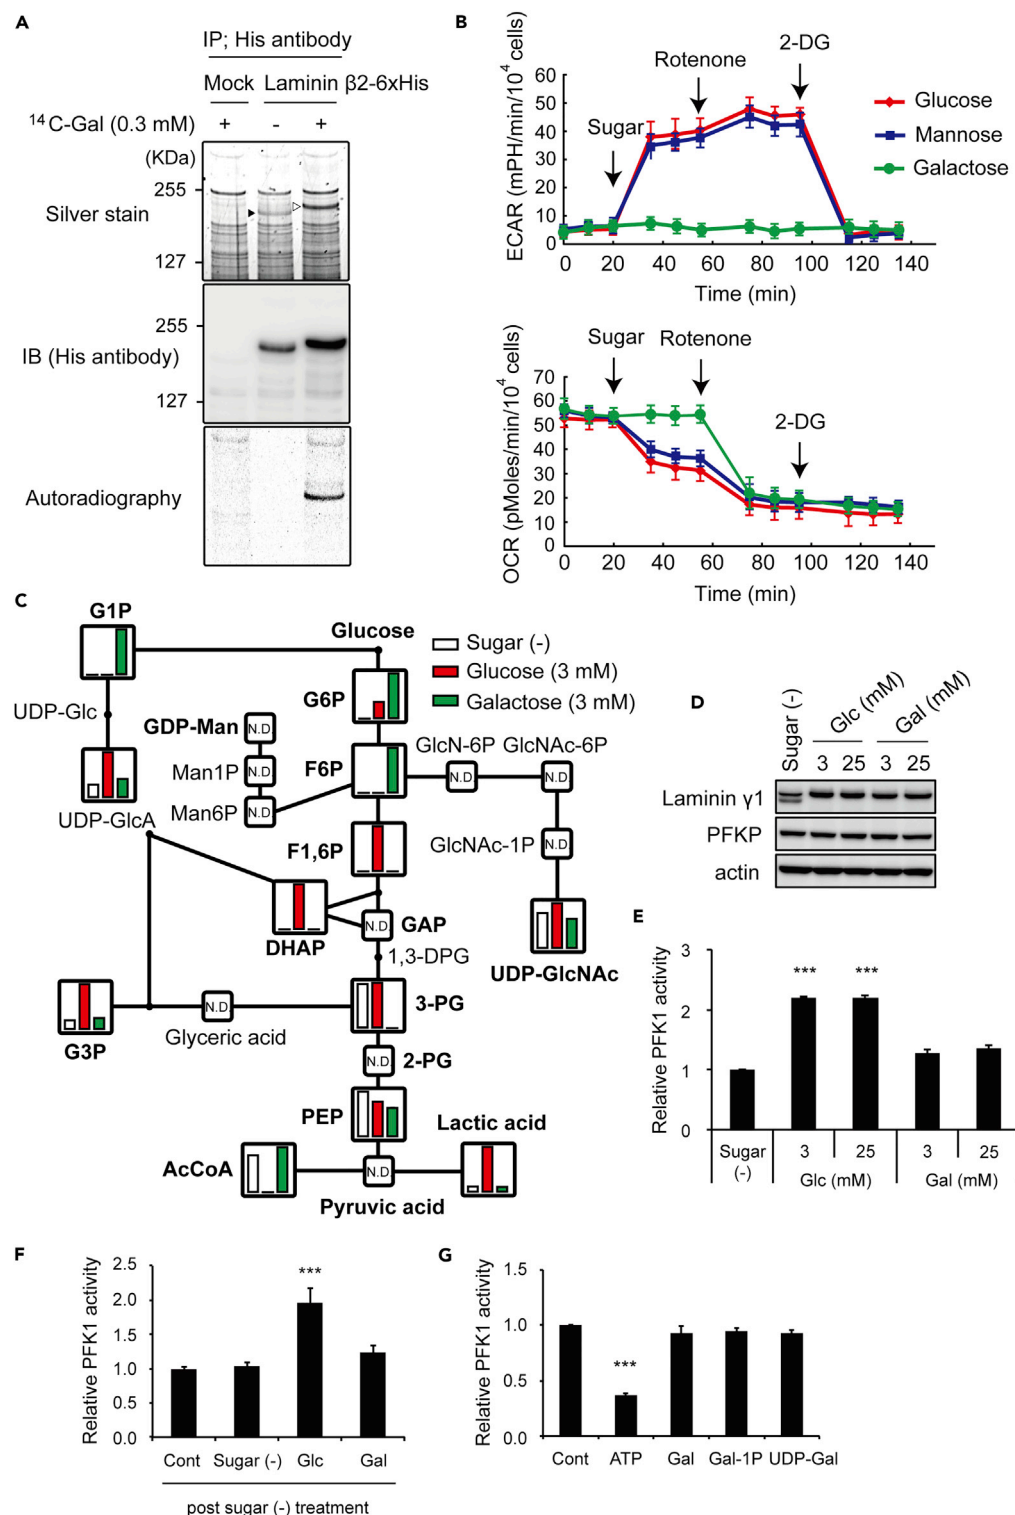 A
IP; His antibody
Mock Laminin β2-6xHis
14C-Gal (0.3 mM) + - +
(KDa)
255
Silver stain
127
255
IB (His antibody)
127
Autoradiography
B
2-DG
Rotenone
Sugar
Glucose
Mannose
Galactose
ECAR (mPH/min/10^4 cells)
60
50
40
30
20
10
0
0 20 40 60 80 100 120 140
Time (min)
Sugar Rotenone
2-DG
OCR (pMoles/min/10^4 cells)
70
60
50
40
30
20
10
0
0 20 40 60 80 100 120 140
Time (min)
C
G1P
Glucose
Sugar (-)
Glucose (3 mM)
Galactose (3 mM)
G6P
UDP-Glc
GDP-Man N.D.
GlcN-6P GlcNAc-6P
Man1P N.D
F6P
N.D N.D.
UDP-GlcA
Man6P N.D
GlcNAc-1P N.D.
F1,6P
DHAP
N.D. GAP
1,3-DPG
UDP-GlcNAc
3-PG
N.D.
Glyceric acid
G3P
N.D 2-PG
PEP
Lactic acid
AcCoA
N.D
Pyruvic acid
D
Sugar (-)
Glc (mM)
Gal (mM)
3 25 3 25
Laminin γ1
PFKP
actin
E
Relative PFK1 activity
3
2
1
0
*** ***
Sugar (-) 3 25 3 25
Glc (mM) Gal (mM)
F
Relative PFK1 activity
2.5
2.0
1.5
1.0
0.5
0.0
***
Cont Sugar (-) Glc Gal
post sugar (-) treatment
G
Relative PFK1 activity
1.5
1.0
0.5
0.0
***
Cont ATP Gal Gal-1P UDP-Gal